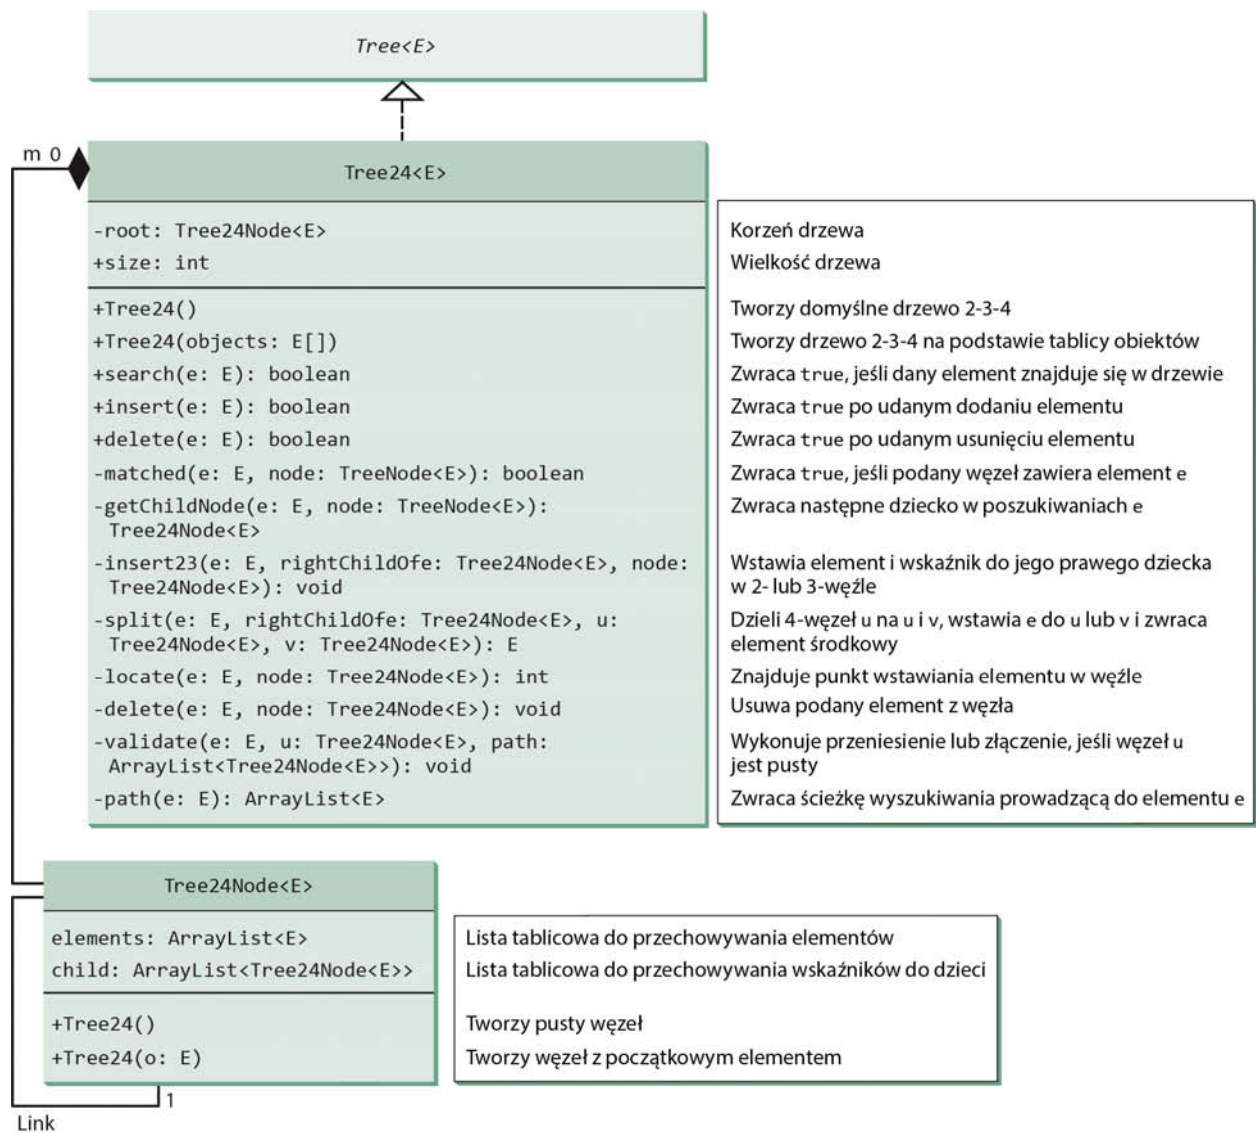 Tree<E>
m 0
Tree24<E>
-root: Tree24Node<E>
+size: int
Korzeń drzewa
Wielkość drzewa
+Tree24()
+Tree24(objects: E[])
+search(e: E): boolean
+insert(e: E): boolean
+delete(e: E): boolean
-matched(e: E, node: TreeNode<E>): boolean
-getChildNode(e: E, node: TreeNode<E>):
Tree24Node<E>
-insert23(e: E, rightChildOfe: Tree24Node<E>, node:
Tree24Node<E>): void
-split(e: E, rightChildOfe: Tree24Node<E>, u:
Tree24Node<E>, v: Tree24Node<E>): E
-locate(e: E, node: Tree24Node<E>): int
-delete(e: E, node: Tree24Node<E>): void
-validate(e: E, u: Tree24Node<E>, path:
ArrayList<Tree24Node<E>>): void
-path(e: E): ArrayList<E>
Tworzy domyślne drzewo 2-3-4
Tworzy drzewo 2-3-4 na podstawie tablicy obiektów
Zwraca true, jeśli dany element znajduje się w drzewie
Zwraca true po udanym dodaniu elementu
Zwraca true po udanym usunięciu elementu
Zwraca true, jeśli podany węzeł zawiera element e
Zwraca następne dziecko w poszukiwaniach e
Wstawia element i wskaźnik do jego prawego dziecka
w 2- lub 3-węźle
Dzieli 4-węzeł u na u i v, wstawia e do u lub v i zwraca
element środkowy
Znajduje punkt wstawiania elementu w węźle
Usuwa podany element z węzła
Wykonuje przeniesienie lub złączenie, jeśli węzeł u
jest pusty
Zwraca ścieżkę wyszukiwania prowadzącą do elementu e
Tree24Node<E>
elements: ArrayList<E>
child: ArrayList<Tree24Node<E>>
+Tree24()
+Tree24(o: E)
Lista tablicowa do przechowywania elementów
Lista tablicowa do przechowywania wskaźników do dzieci
Tworzy pusty węzeł
Tworzy węzeł z początkowym elementem
1
Link